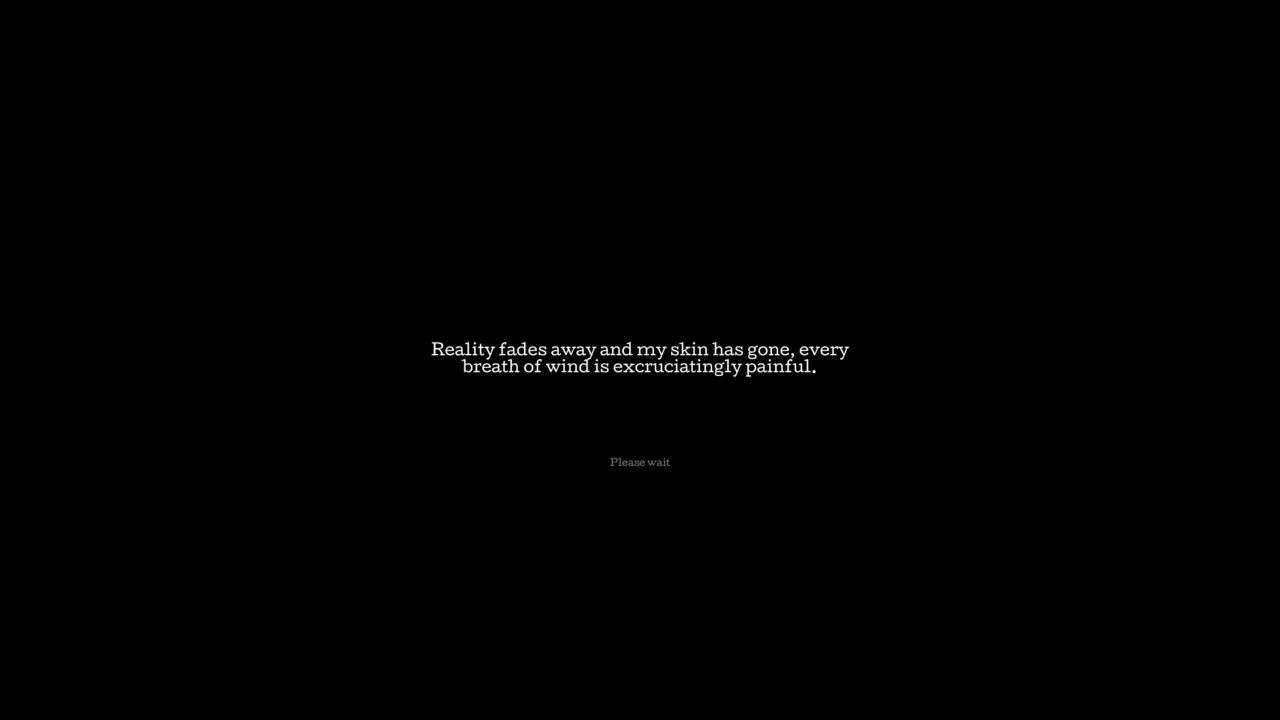 Reality fades away and my skin has gone, every
breath of wind is excruciatingly painful.
Please wait